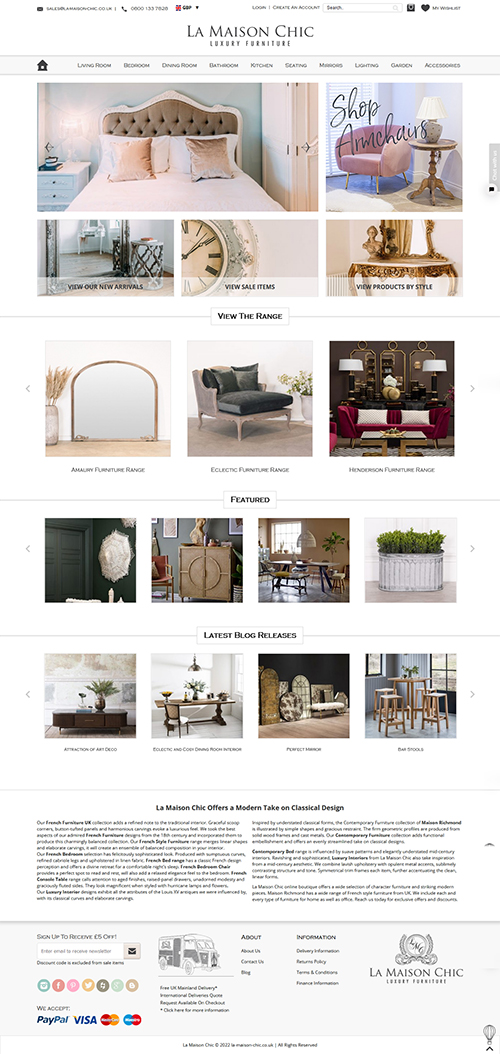 SALES@LAMAISONCHIC.CO.UK | 0800 133 7828 GBP ▼ LOGIN | CREATE AN ACCOUNT Search.. MY WISHLIST
LA MAISON CHIC
LUXURY FURNITURE
LIVING ROOM BEDROOM DINING ROOM BATHROOM KITCHEN SEATING MIRRORS LIGHTING GARDEN ACCESSORIES
Shop
Armchairs
Chat with us
VIEW OUR NEW ARRIVALS VIEW SALE ITEMS VIEW PRODUCTS BY STYLE
VIEW THE RANGE
AMAURY FURNITURE RANGE ECLECTIC FURNITURE RANGE HENDERSON FURNITURE RANGE
FEATURED
LATEST BLOG RELEASES
ATTRACTION OF ART DECO ECLECTIC AND COSY DINING ROOM INTERIOR PERFECT MIRROR BAR STOOLS
La Maison Chic Offers a Modern Take on Classical Design
Our French Furniture UK collection adds a refined note to the traditional interior. Graceful scoop
corners, button-tufted panels and harmonious carvings evoke a luxurious feel. We took the best
aspects of our admired French Furniture designs from the 18th century and incorporated them to
produce this charmingly balanced collection. Our French Style Furniture range merges linear shapes
and elaborate carvings, it will create an ensemble of balanced composition in your interior.
Our French Bedroom selection has felicitously sophisticated look. Produced with sumptuous curves,
refined cabriole legs and upholstered in linen fabric, French Bed range has a classic French design
perception and offers a divine retreat for a comfortable night's sleep. French Bedroom Chair
provides a perfect spot to read and rest, will also add a relaxed elegance feel to the bedroom. French
Console Table range calls attention to aged finishes, raised-panel drawers, unadorned modesty and
graciously fluted sides. They look magnificent when styled with hurricane lamps and flowers.
Our Luxury Interior designs exhibit all the attributes of the Louis XV antiques we were influenced by,
with its classical curves and elaborate carvings.
Inspired by understated classical forms, the Contemporary Furniture collection of Maison Richmond
is illustrated by simple shapes and gracious restraint. The firm geometric profiles are produced from
solid wood frames and cast metals. Our Contemporary Furniture collection adds functional
embellishment and offers an evenly streamlined take on classical designs.
Contemporary Bed range is influenced by suave patterns and elegantly understated mid-century
interiors. Ravishing and sophisticated, Luxury Interiors from La Maison Chic also take inspiration
from a mid-century aesthetic. We combine lavish upholstery with opulent metal accents, sublimely
contrasting structure and tone. Symmetrical trim frames each item, further accentuating the clean,
linear forms.
La Maison Chic online boutique offers a wide selection of character furniture and striking modern
pieces. Maison Richmond has a wide range of French style furniture from UK. We include each and
every type of furniture for home as well as office. Reach us today for exclusive offers and discounts.
SIGN UP TO RECEIVE £5 OFF!
Enter email to receive newsletter
Discount code is excluded from sale items
WE ACCEPT:
PayPal VISA
Free UK Mainland Delivery*
International Deliveries Quote
Request Available On Checkout
* Click here for more information
ABOUT
About Us
Contact Us
Blog
INFORMATION
Delivery Information
Returns Policy
Terms & Conditions
Finance Information
LA MAISON CHIC
LUXURY FURNITURE
La Maison Chic © 2022 la-maison-chic.co.uk | All Rights Reserved